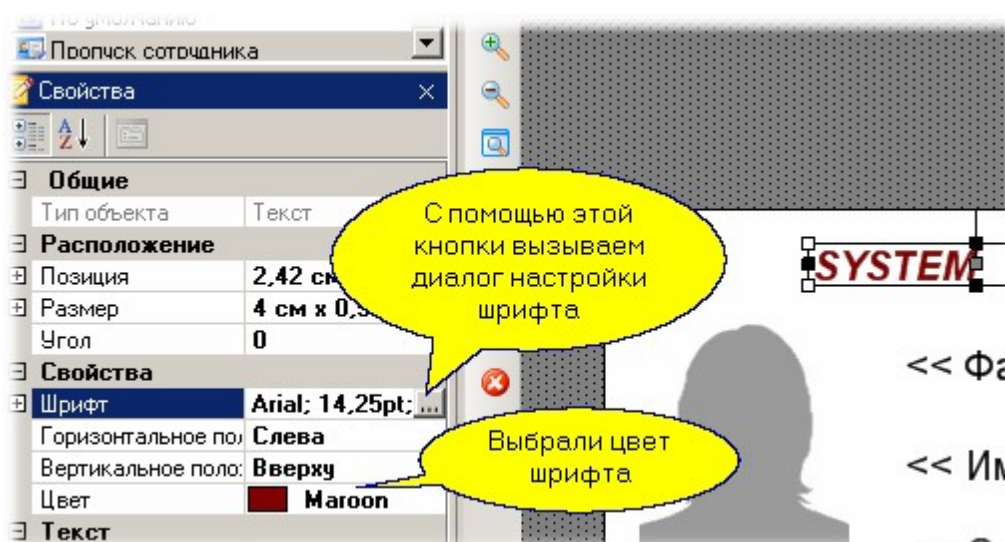 По умолчанию
Пропуск сотрудника
Свойства
Общие
Тип объекта Текст
Расположение
Позиция 2,42 см
Размер 4 см x 0,
Угол 0
Свойства
Шрифт Arial; 14,25pt; ...
Горизонтальное по Слева
Вертикальное поло: Вверху
Цвет Maroon
Текст
С помощью этой
кнопки вызываем
диалог настройки
шрифта
Выбрали цвет
шрифта
SYSTEM
<< Фа
<< Им